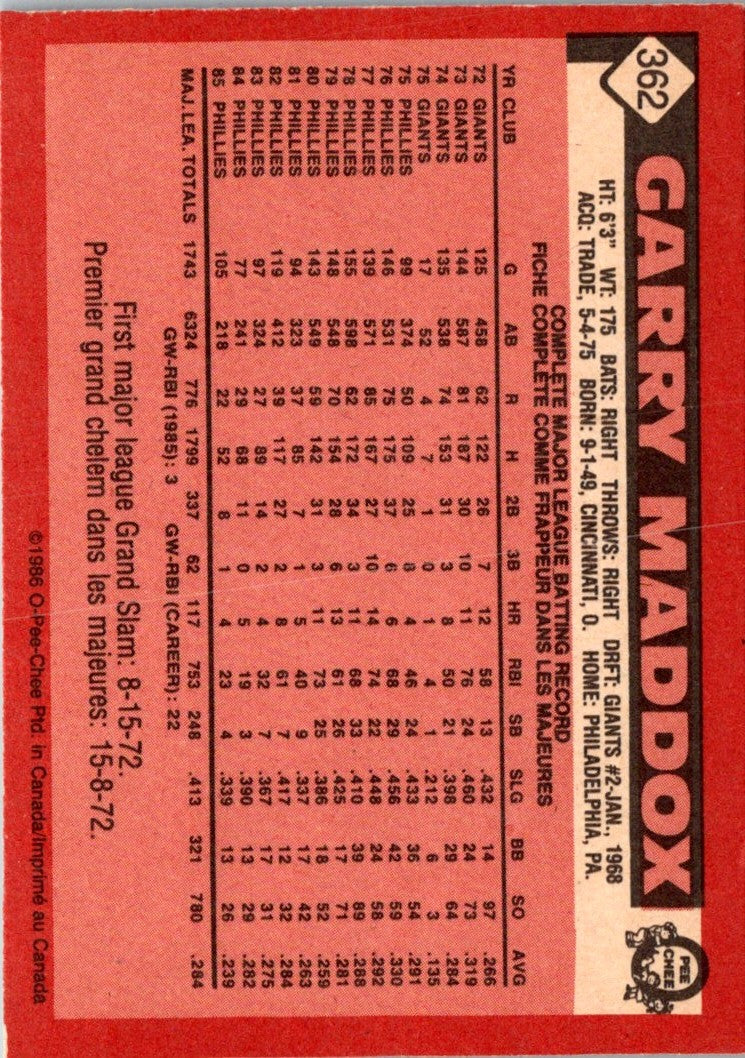 362
GARRY MADDOX
O PEE CHEE
HT: 6'3" WT: 175 BATS: RIGHT THROWS: RIGHT DRFT: GIANTS #2-JAN., 1968
ACQ: TRADE, 5-4-75 BORN: 9-1-49, CINCINNATI, O. HOME: PHILADELPHIA, PA.
COMPLETE MAJOR LEAGUE BATTING RECORD
FICHE COMPLÈTE COMME FRAPPEUR DANS LES MAJEURES
YR CLUB G AB R H 2B 3B HR RBI SB SLG BB SO AVG
72 GIANTS 125 458 62 122 26 7 12 58 13 .432 14 97 .266
73 GIANTS 144 587 81 187 30 10 11 76 24 .460 24 73 .319
74 GIANTS 135 538 74 153 31 3 8 50 21 .398 29 64 .284
75 GIANTS 17 52 4 7 1 0 1 4 1 .212 6 3 .135
75 PHILLIES 99 374 50 109 25 8 4 46 24 .433 36 54 .291
76 PHILLIES 146 531 75 175 37 6 6 68 29 .456 42 59 .330
77 PHILLIES 139 571 85 167 27 10 14 74 22 .448 24 58 .292
78 PHILLIES 155 598 62 172 34 3 11 68 33 .410 39 89 .288
79 PHILLIES 148 548 70 154 28 6 13 61 26 .425 17 71 .281
80 PHILLIES 143 549 59 142 31 3 11 73 25 .386 18 52 .259
81 PHILLIES 94 323 37 85 7 1 5 40 9 .337 17 42 .263
82 PHILLIES 119 412 39 117 27 2 8 61 7 .417 12 32 .284
83 PHILLIES 97 324 27 89 14 2 4 32 7 .367 17 31 .275
84 PHILLIES 77 241 29 68 11 0 5 19 3 .390 13 29 .282
85 PHILLIES 105 218 22 52 8 1 4 23 4 .339 13 26 .239
MAJ. LEA. TOTALS 1743 6324 776 1799 337 62 117 753 248 .413 321 780 .284
GW-RBI (1985): 3 GW-RBI (CAREER): 22
First major league Grand Slam: 8-15-72.
Premier grand chelem dans les majeures: 15-8-72.
©1986 O-Pee-Chee Ptd. in Canada/Imprimé au Canada